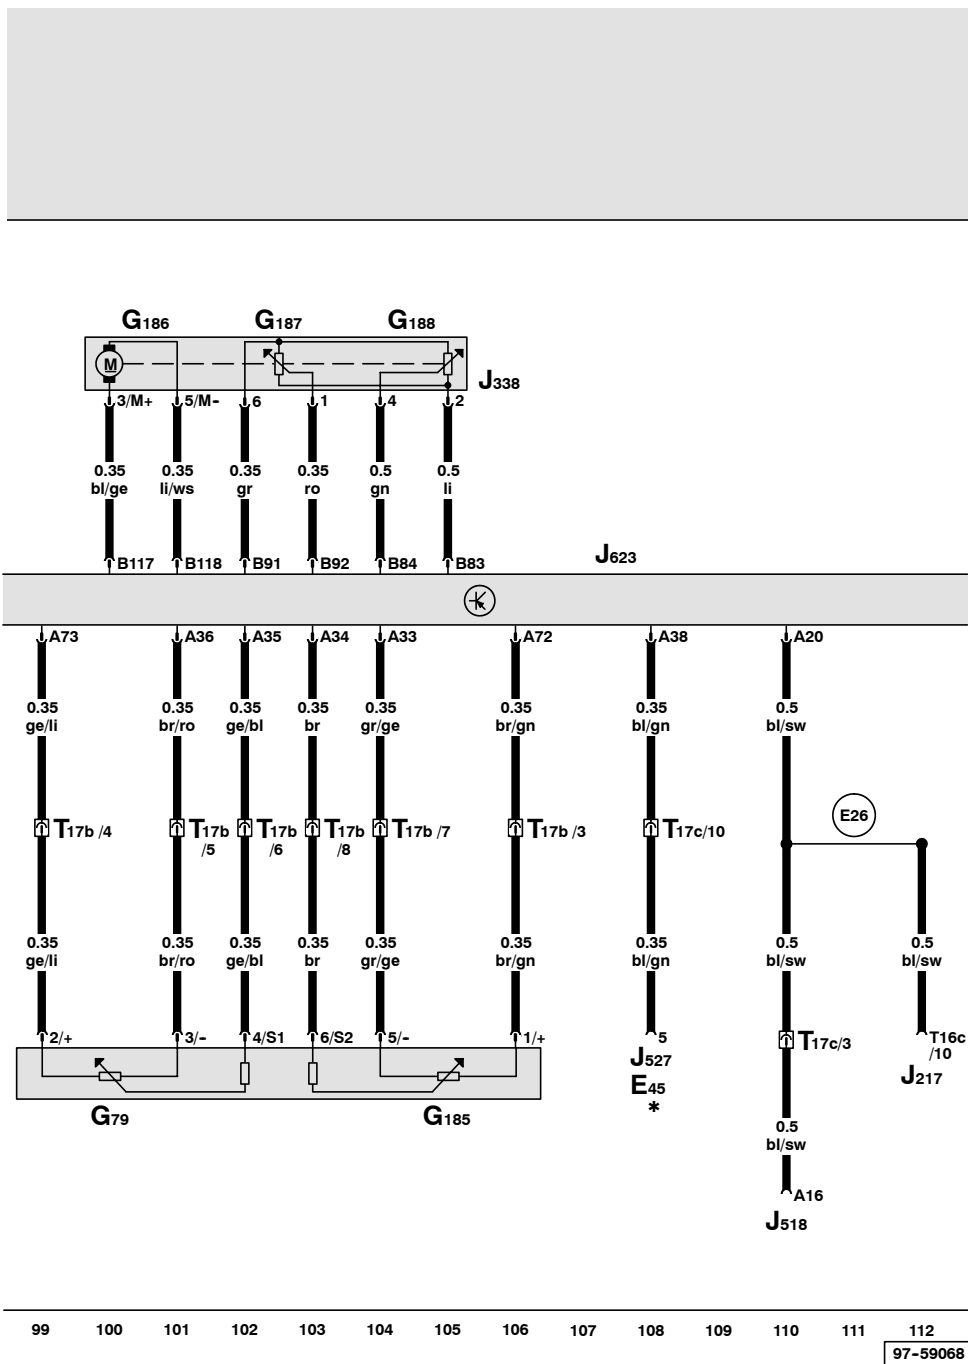 G186 G187 G188
M
J338
3/M+ 5/M- 6 1 4 2
0.35 0.35 0.35 0.35 0.5 0.5
bl/ge li/ws gr ro gn li
J623
B117 B118 B91 B92 B84 B83
A73 A36 A35 A34 A33 A72 A38 A20
0.35 0.35 0.35 0.35 0.35 0.35 0.35 0.5
ge/li br/ro ge/bl br gr/ge br/gn bl/gn bl/sw
E26
T17b /4 T17b T17b T17b T17b /7 T17b /3 T17c/10
/5 /6 /8
0.35 0.35 0.35 0.35 0.35 0.35 0.35 0.5 0.5
ge/li br/ro ge/bl br gr/ge br/gn bl/gn bl/sw bl/sw
2/+ 3/- 4/S1 6/S2 5/- 1/+ 5 T17c/3 T16c
/10
J527 J217
E45
*
G79 G185
0.5
bl/sw
A16
J518
99 100 101 102 103 104 105 106 107 108 109 110 111 112
97-59068